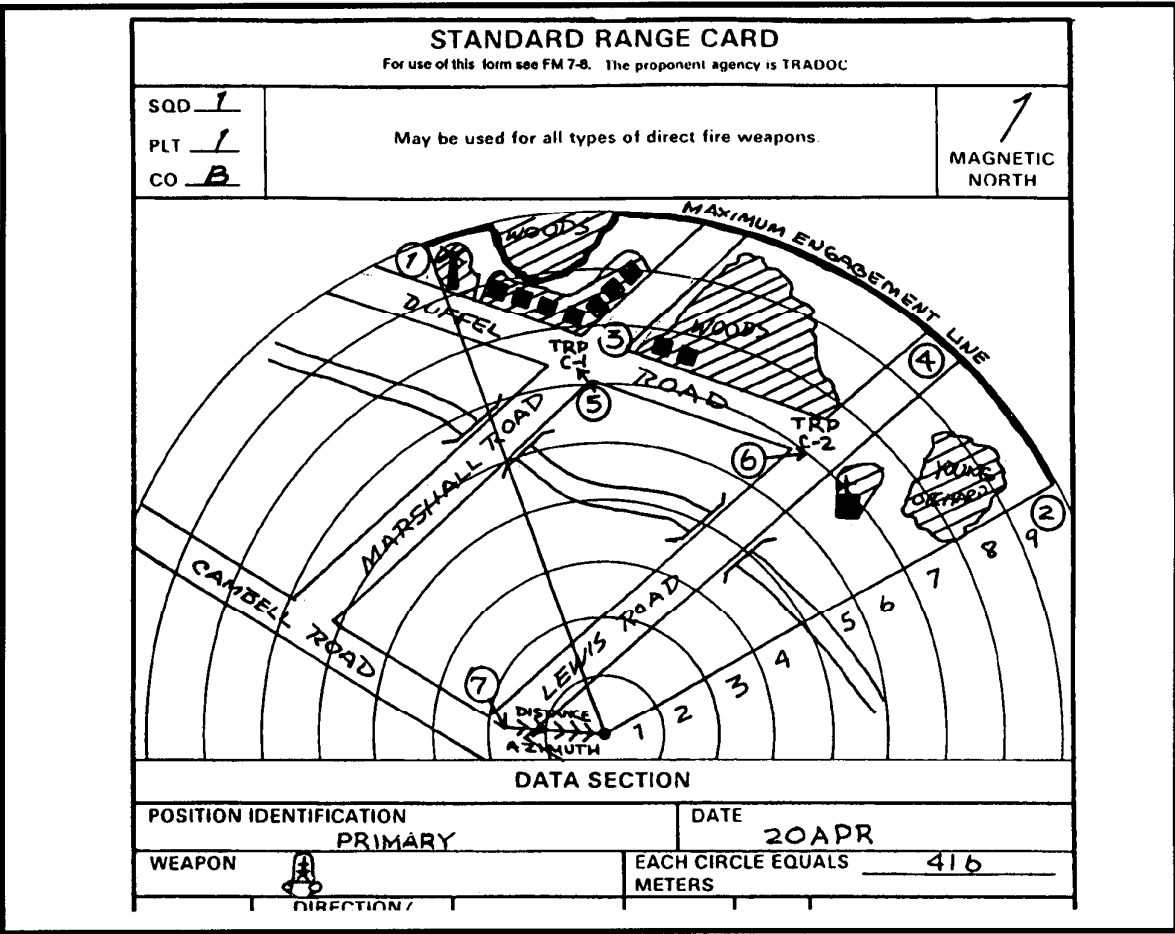 STANDARD RANGE CARD
For use of this form see FM 7-8. The proponent agency is TRADOC
SQD 1
PLT 1
CO B
May be used for all types of direct fire weapons.
MAGNETIC
NORTH
MAXIMUM ENGAGEMENT LINE
WOODS
1
DUFFEL
WOODS
3
TRP
C-1
4
ROAD
5
TRP
C-2
6
MARSHALL ROAD
YOUNG
ORCHARD
2
CAMBELL ROAD
LEWIS ROAD
7
DISTANCE
AZIMUTH
1 2 3 4 5 6 7 8 9
DATA SECTION
POSITION IDENTIFICATION
PRIMARY
DATE
20 APR
WEAPON
EACH CIRCLE EQUALS 416
METERS
DIRECTION/